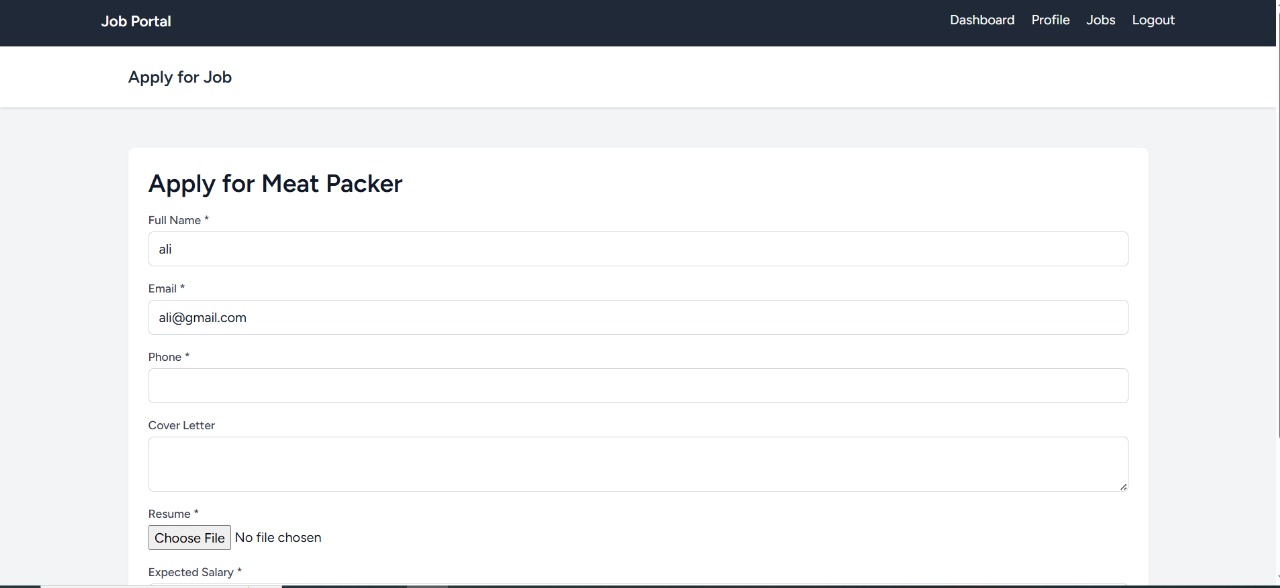 Job Portal
Dashboard Profile Jobs Logout
Apply for Job
Apply for Meat Packer
Full Name *
ali
Email *
ali@gmail.com
Phone *
Cover Letter
Resume *
Choose File No file chosen
Expected Salary *